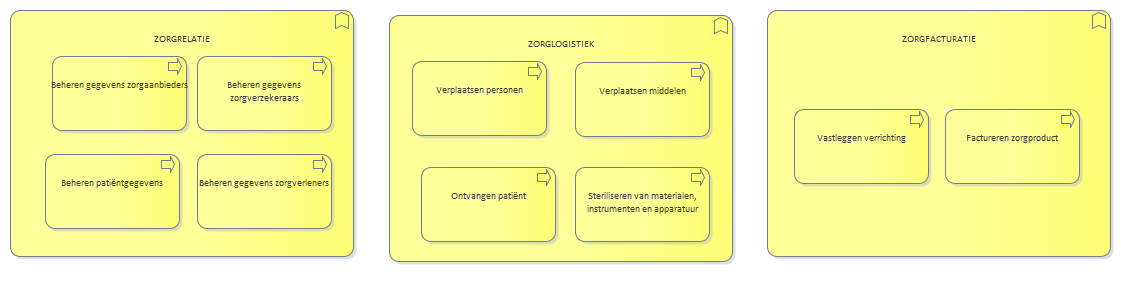 ZORGRELATIE
Beheren gegevens zorgaanbieders
Beheren gegevens
zorgverzekeraars
Beheren patiëntgegevens
Beheren gegevens zorgverleners
ZORGLOGISTIEK
Verplaatsen personen
Verplaatsen middelen
Ontvangen patiënt
Steriliseren van materialen,
instrumenten en apparatuur
ZORGFACTURATIE
Vastleggen verrichting
Factureren zorgproduct